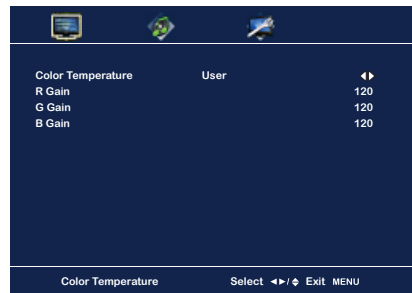 Color Temperature User ◄►
R Gain 120
G Gain 120
B Gain 120
Color Temperature Select ◄►/♦ Exit MENU